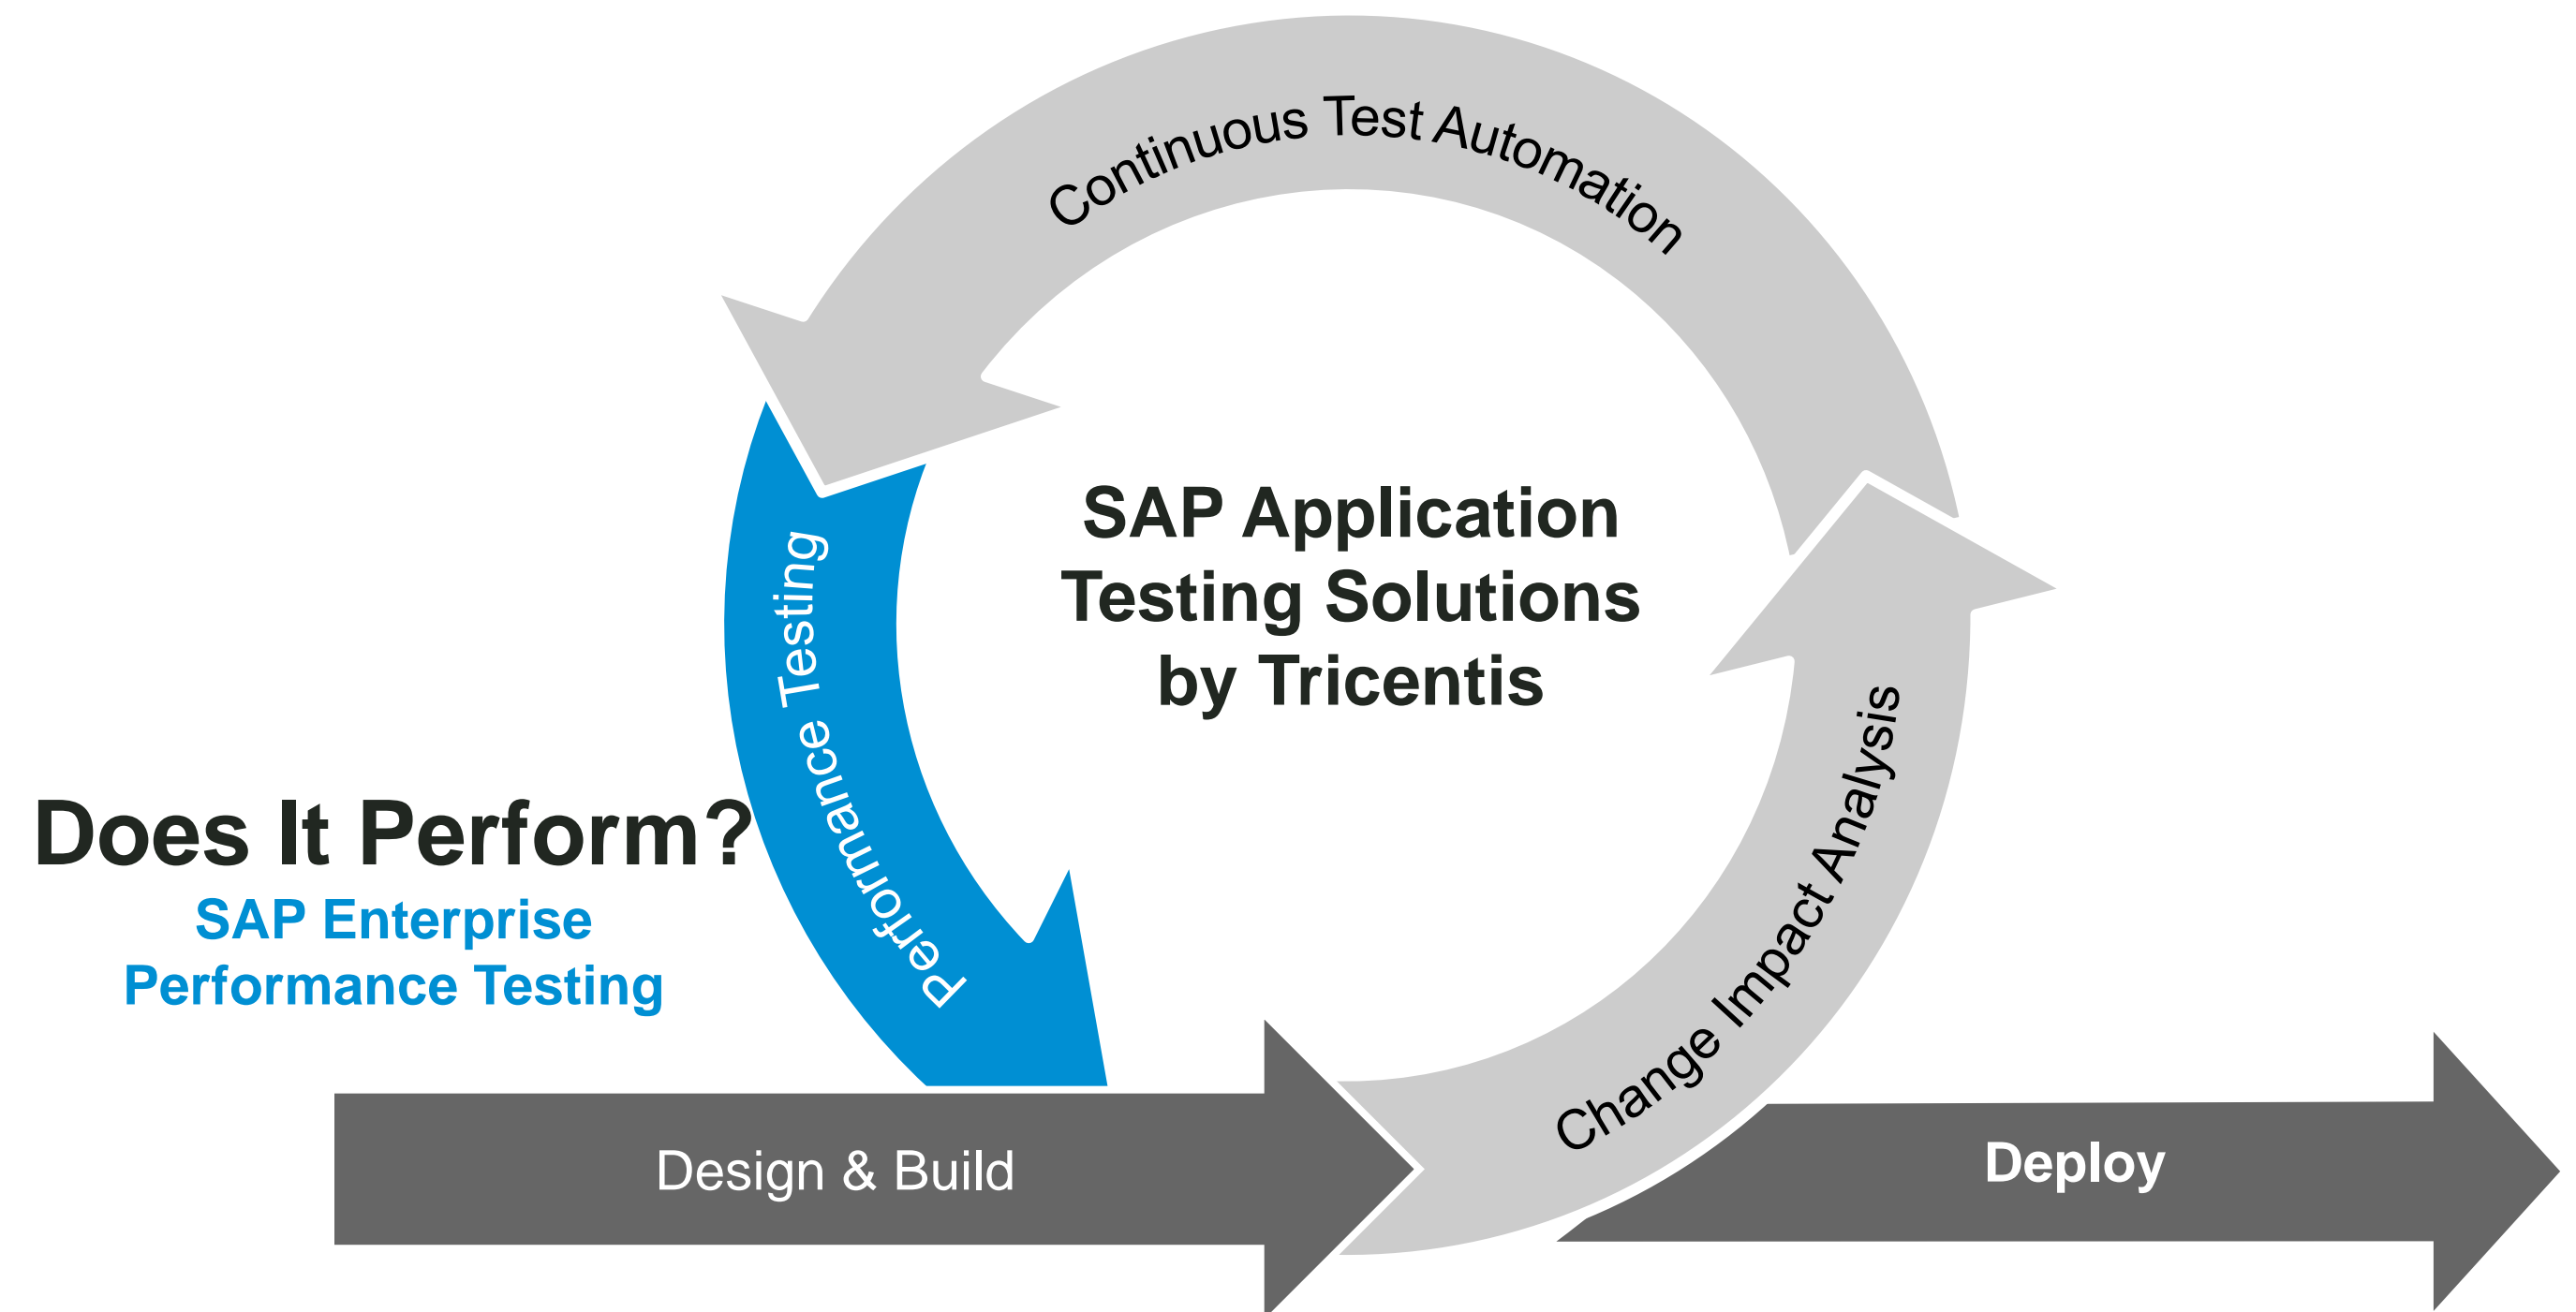 Continuous Test Automation
SAP Application
Testing Solutions
by Tricentis
Performance Testing
Change Impact Analysis
Does It Perform?
SAP Enterprise
Performance Testing
Design & Build
Deploy